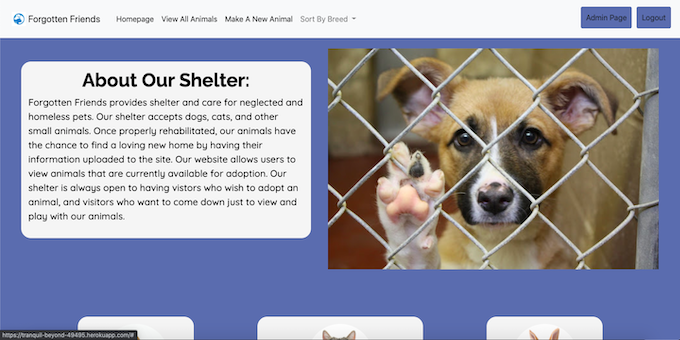 Forgotten Friends Homepage View All Animals Make A New Animal Sort By Breed Admin Page Logout
About Our Shelter:
Forgotten Friends provides shelter and care for neglected and
homeless pets. Our shelter accepts dogs, cats, and other
small animals. Once properly rehabilitated, our animals have
the chance to find a loving new home by having their
information uploaded to the site. Our website allows users to
view animals that are currently available for adoption. Our
shelter is always open to having vistors who wish to adopt an
animal, and visitors who want to come down just to view and
play with our animals.
https://tranquil-beyond-49495.herokuapp.com/#